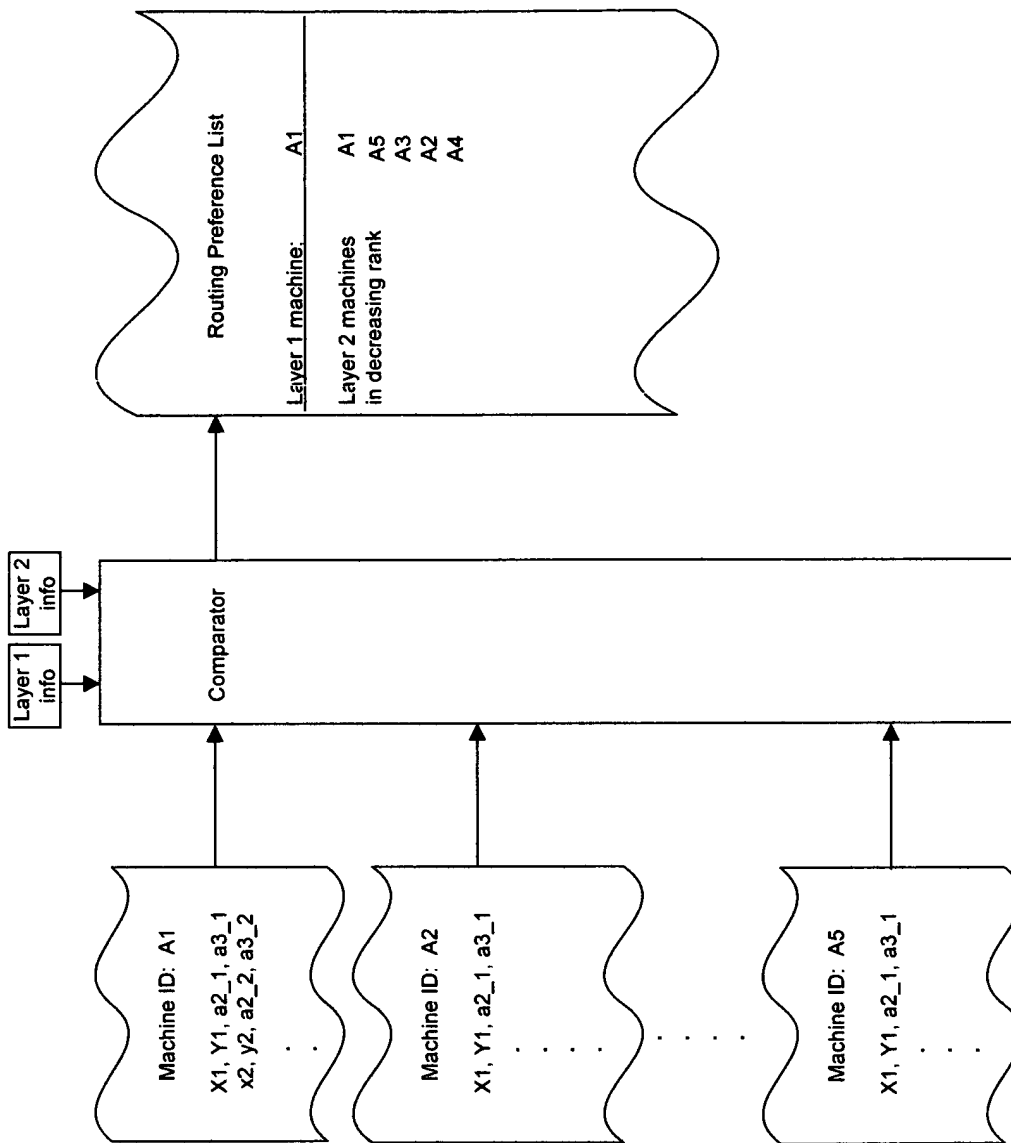 Machine ID: A1
X1, Y1, a2_1, a3_1
x2, y2, a2_2, a3_2
. . .
Machine ID: A2
X1, Y1, a2_1, a3_1
. . . . .
. . . . .
Machine ID: A5
X1, Y1, a2_1, a3_1
. . . .
Layer 1
info
Layer 2
info
Comparator
Routing Preference List
Layer 1 machine: A1
Layer 2 machines A1
in decreasing rank A5
A3
A2
A4